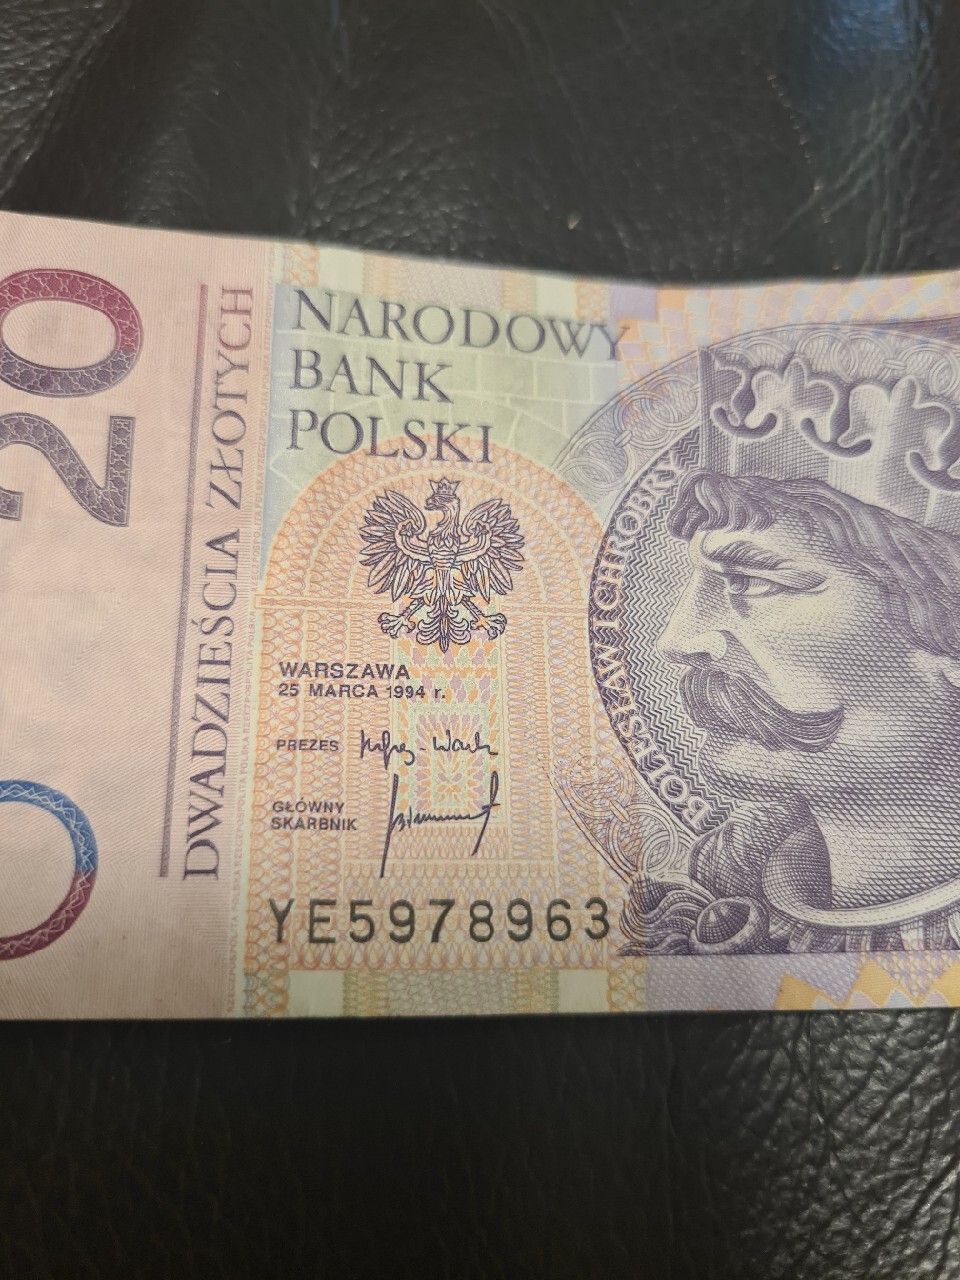 20
DWADZIEŚCIA ZŁOTYCH
NARODOWY
BANK
POLSKI
BOLESŁAW I CHROBRY
WARSZAWA
25 MARCA 1994 r.
PREZES
GŁÓWNY
SKARBNIK
YE5978963